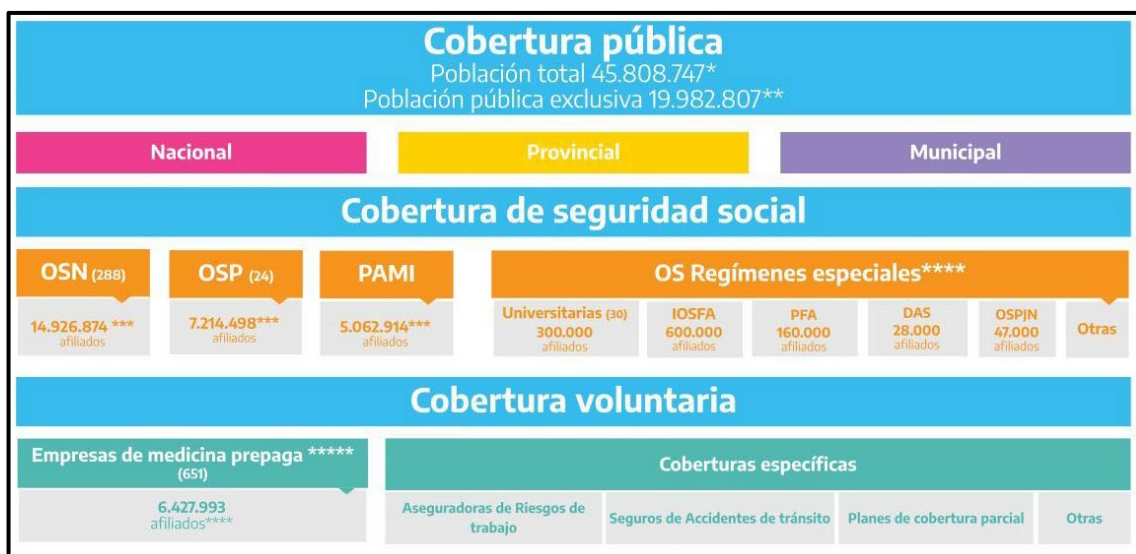 Cobertura pública
Población total 45.808.747*
Población pública exclusiva 19.982.807**
Nacional
Provincial
Municipal
Cobertura de seguridad social
OSN (288)
14.926.874 ***
afiliados
OSP (24)
7.214.498***
afiliados
PAMI
5.062.914***
afiliados
OS Regímenes especiales****
Universitarias (30)
300.000
afiliados
IOSFA
600.000
afiliados
PFA
160.000
afiliados
DAS
28.000
afiliados
OSPJN
47.000
afiliados
Otras
Cobertura voluntaria
Empresas de medicina prepaga *****
(651)
6.427.993
afiliados****
Coberturas específicas
Aseguradoras de Riesgos de
trabajo
Seguros de Accidentes de tránsito
Planes de cobertura parcial
Otras